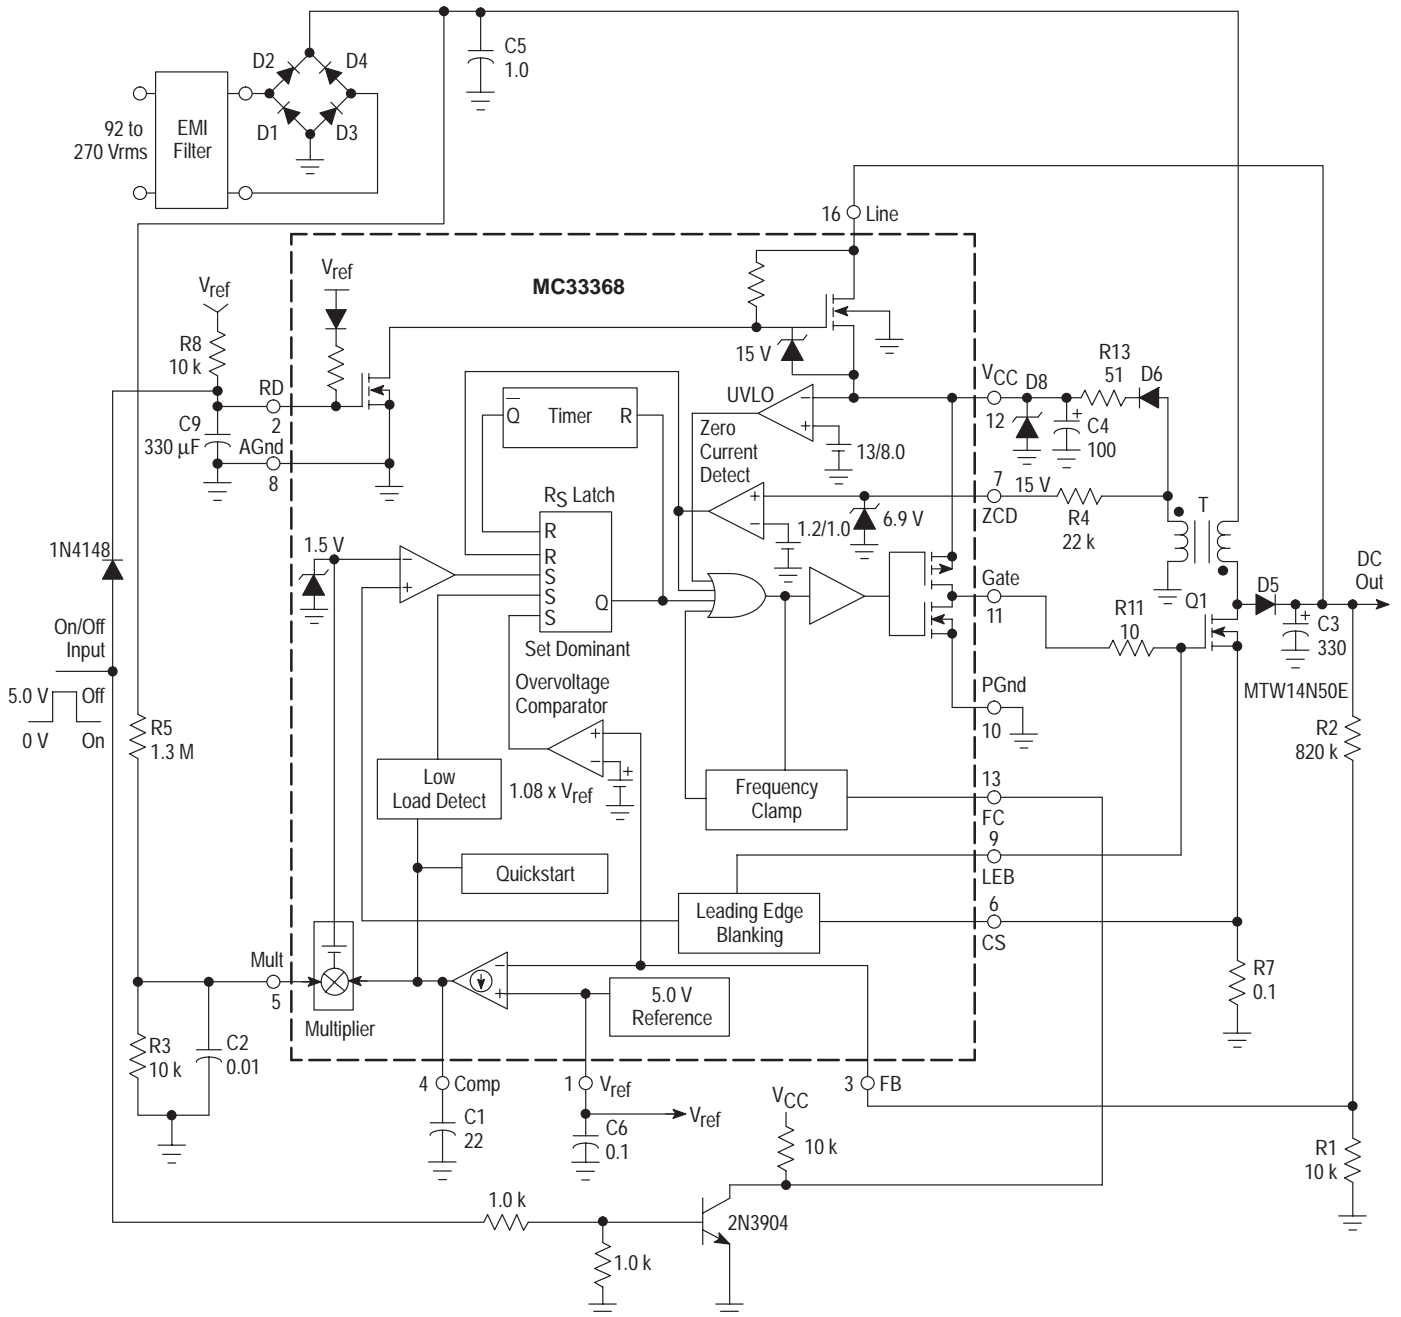 C5
1.0
D2
D4
D1
D3
92 to
270 Vrms
EMI
Filter
16
Line
MC33368
Vref
Vref
R8
10 k
RD
2
C9
330 µF
AGnd
8
15 V
UVLO
VCC
12
D8
R13
51
D6
C4
100
+
13/8.0
Q
Timer
R
Zero
Current
Detect
7
15 V
ZCD
R4
22 k
T
6.9 V
1.2/1.0
RS Latch
R
R
S
S
S
Q
Set Dominant
1N4148
1.5 V
−
+
Gate
11
R11
10
Q1
D5
DC
Out
+
C3
330
MTW14N50E
On/Off
Input
5.0 V
Off
0 V
On
R5
1.3 M
Overvoltage
Comparator
1.08 x Vref
PGnd
10
R2
820 k
Low
Load Detect
Frequency
Clamp
13
FC
9
LEB
Quickstart
Leading Edge
Blanking
6
CS
R7
0.1
Mult
5
Multiplier
5.0 V
Reference
R3
10 k
C2
0.01
4
Comp
C1
22
1
Vref
Vref
C6
0.1
3
FB
VCC
10 k
R1
10 k
1.0 k
2N3904
1.0 k